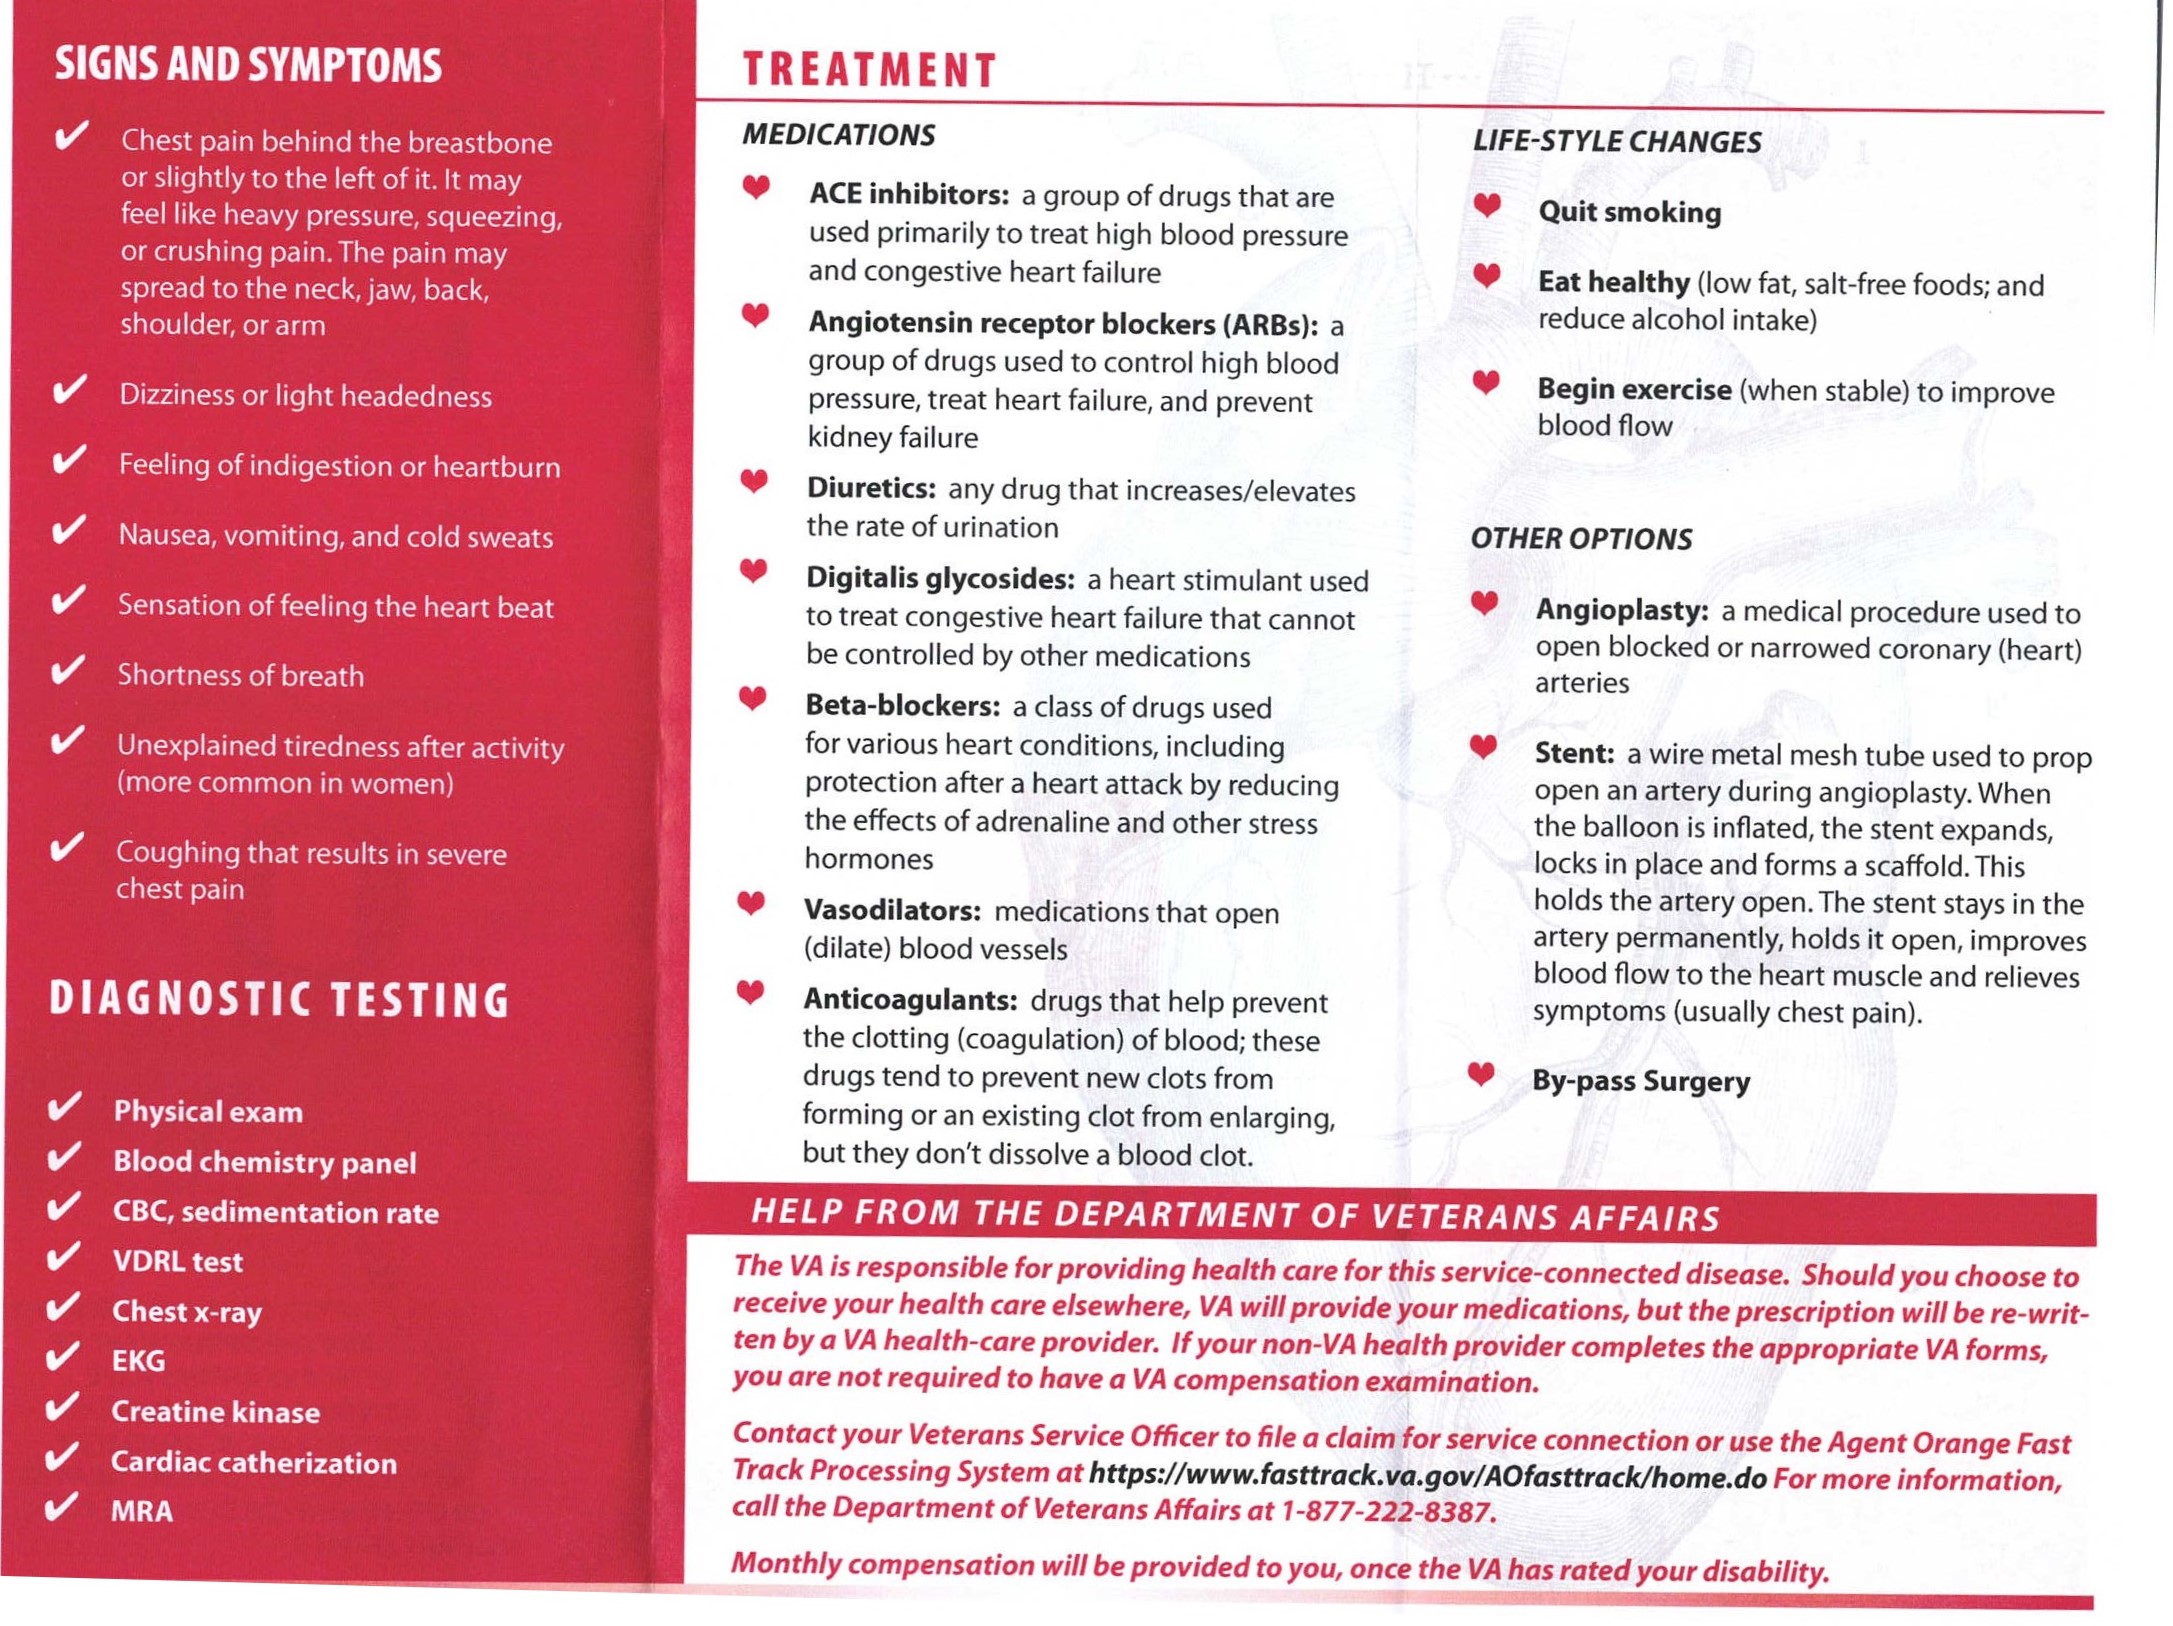 SIGNS AND SYMPTOMS
✔ Chest pain behind the breastbone
or slightly to the left of it. It may
feel like heavy pressure, squeezing,
or crushing pain. The pain may
spread to the neck, jaw, back,
shoulder, or arm
✔ Dizziness or light headedness
✔ Feeling of indigestion or heartburn
✔ Nausea, vomiting, and cold sweats
✔ Sensation of feeling the heart beat
✔ Shortness of breath
✔ Unexplained tiredness after activity
(more common in women)
✔ Coughing that results in severe
chest pain
DIAGNOSTIC TESTING
✔ Physical exam
✔ Blood chemistry panel
✔ CBC, sedimentation rate
✔ VDRL test
✔ Chest x-ray
✔ EKG
✔ Creatine kinase
✔ Cardiac catherization
✔ MRA
TREATMENT
MEDICATIONS
❤ ACE inhibitors: a group of drugs that are
used primarily to treat high blood pressure
and congestive heart failure
❤ Angiotensin receptor blockers (ARBs): a
group of drugs used to control high blood
pressure, treat heart failure, and prevent
kidney failure
❤ Diuretics: any drug that increases/elevates
the rate of urination
❤ Digitalis glycosides: a heart stimulant used
to treat congestive heart failure that cannot
be controlled by other medications
❤ Beta-blockers: a class of drugs used
for various heart conditions, including
protection after a heart attack by reducing
the effects of adrenaline and other stress
hormones
❤ Vasodilators: medications that open
(dilate) blood vessels
❤ Anticoagulants: drugs that help prevent
the clotting (coagulation) of blood; these
drugs tend to prevent new clots from
forming or an existing clot from enlarging,
but they don't dissolve a blood clot.
LIFE-STYLE CHANGES
❤ Quit smoking
❤ Eat healthy (low fat, salt-free foods; and
reduce alcohol intake)
❤ Begin exercise (when stable) to improve
blood flow
OTHER OPTIONS
❤ Angioplasty: a medical procedure used to
open blocked or narrowed coronary (heart)
arteries
❤ Stent: a wire metal mesh tube used to prop
open an artery during angioplasty. When
the balloon is inflated, the stent expands,
locks in place and forms a scaffold. This
holds the artery open. The stent stays in the
artery permanently, holds it open, improves
blood flow to the heart muscle and relieves
symptoms (usually chest pain).
❤ By-pass Surgery
HELP FROM THE DEPARTMENT OF VETERANS AFFAIRS
The VA is responsible for providing health care for this service-connected disease. Should you choose to
receive your health care elsewhere, VA will provide your medications, but the prescription will be re-writ-
ten by a VA health-care provider. If your non-VA health provider completes the appropriate VA forms,
you are not required to have a VA compensation examination.
Contact your Veterans Service Officer to file a claim for service connection or use the Agent Orange Fast
Track Processing System at https://www.fasttrack.va.gov/AOfasttrack/home.do For more information,
call the Department of Veterans Affairs at 1-877-222-8387.
Monthly compensation will be provided to you, once the VA has rated your disability.